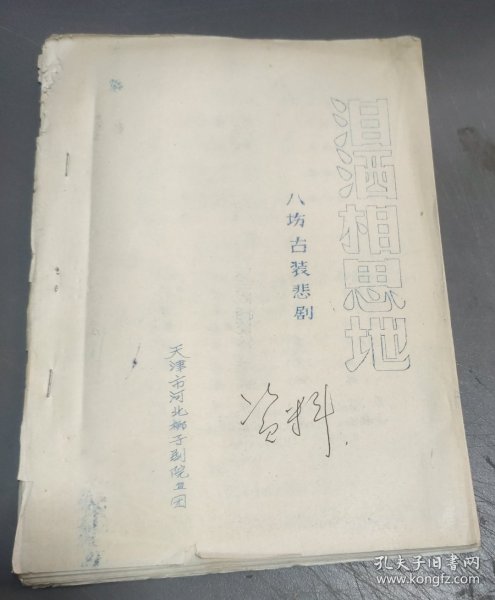 泪洒相思地
八场古装悲剧
天津市河北梆子剧院二团
资料
孔夫子旧书网
www.kongfz.com